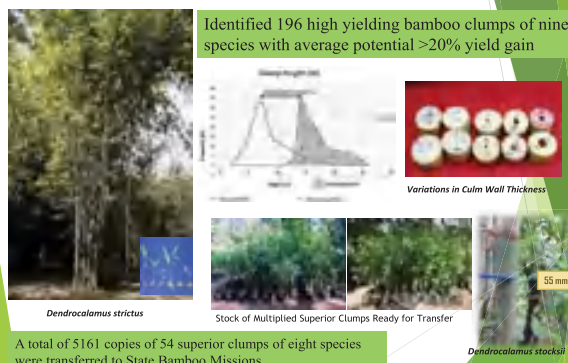 Identified 196 high yielding bamboo clumps of nine
species with average potential >20% yield gain
Variations in Culm Wall Thickness
55 mm
Dendrocalamus strictus
Stock of Multiplied Superior Clumps Ready for Transfer
Dendrocalamus stocksii
A total of 5161 copies of 54 superior clumps of eight species
were transferred to State Bamboo Missions